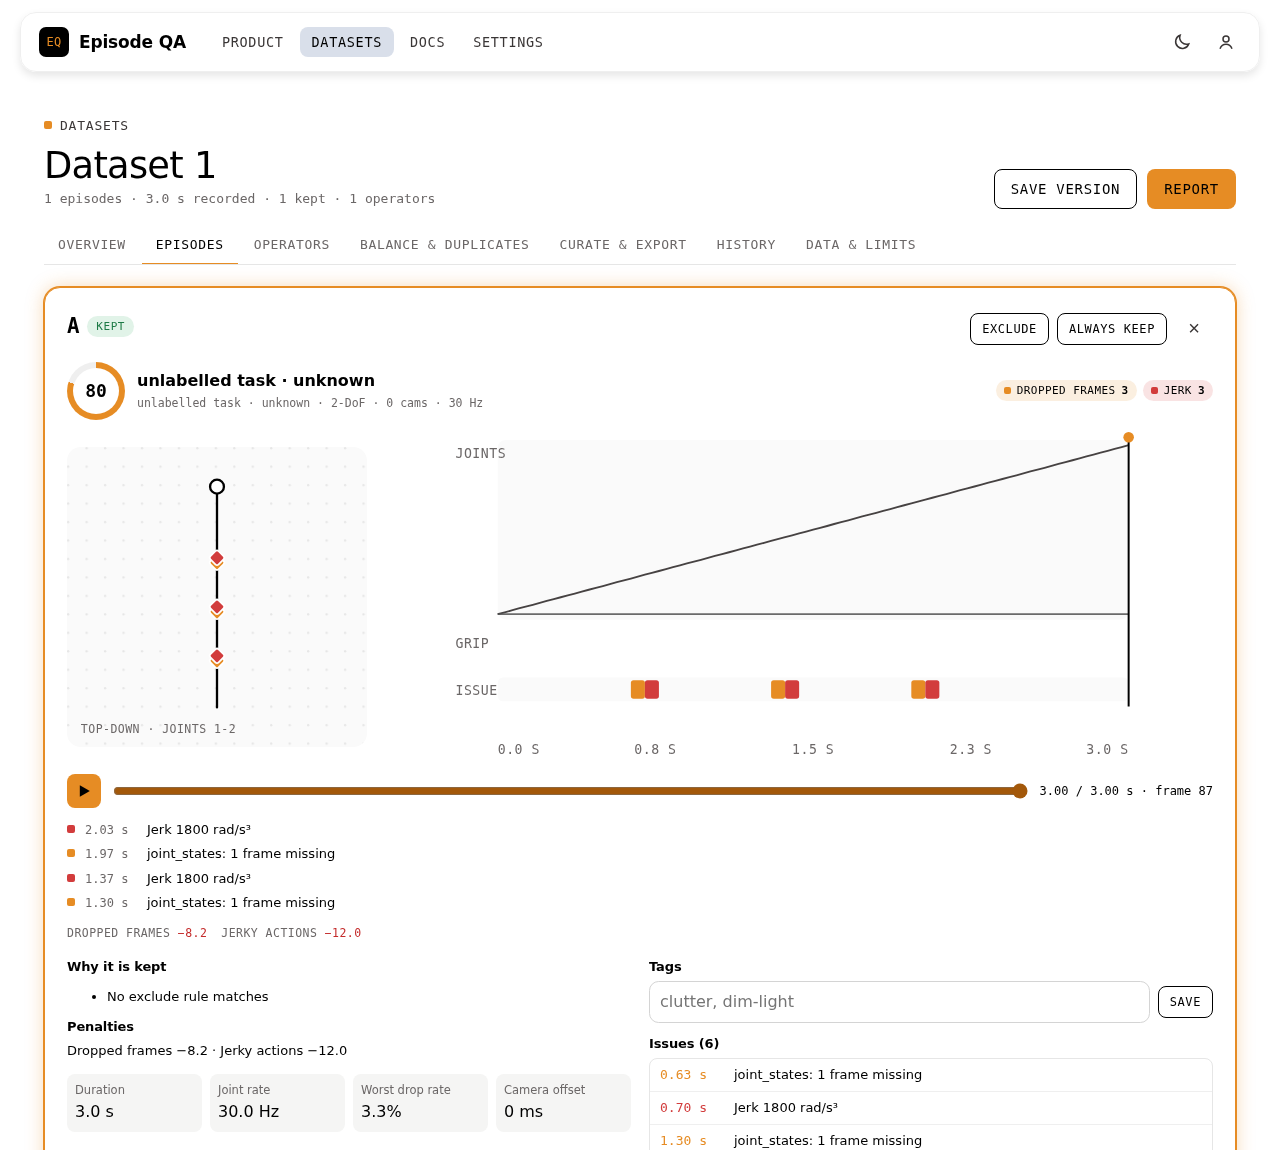 EQ Episode QA PRODUCT DATASETS DOCS SETTINGS
DATASETS
Dataset 1
1 episodes · 3.0 s recorded · 1 kept · 1 operators
SAVE VERSION REPORT
OVERVIEW EPISODES OPERATORS BALANCE & DUPLICATES CURATE & EXPORT HISTORY DATA & LIMITS
A KEPT
EXCLUDE ALWAYS KEEP ×
80
unlabelled task · unknown
unlabelled task · unknown · 2-DoF · 0 cams · 30 Hz
DROPPED FRAMES 3 JERK 3
TOP-DOWN · JOINTS 1-2
JOINTS
GRIP
ISSUE
0.0 S 0.8 S 1.5 S 2.3 S 3.0 S
3.00 / 3.00 s · frame 87
2.03 s Jerk 1800 rad/s³
1.97 s joint_states: 1 frame missing
1.37 s Jerk 1800 rad/s³
1.30 s joint_states: 1 frame missing
DROPPED FRAMES −8.2 JERKY ACTIONS −12.0
Why it is kept
• No exclude rule matches
Penalties
Dropped frames −8.2 · Jerky actions −12.0
Duration
3.0 s
Joint rate
30.0 Hz
Worst drop rate
3.3%
Camera offset
0 ms
Tags
clutter, dim-light SAVE
Issues (6)
0.63 s joint_states: 1 frame missing
0.70 s Jerk 1800 rad/s³
1.30 s joint_states: 1 frame missing